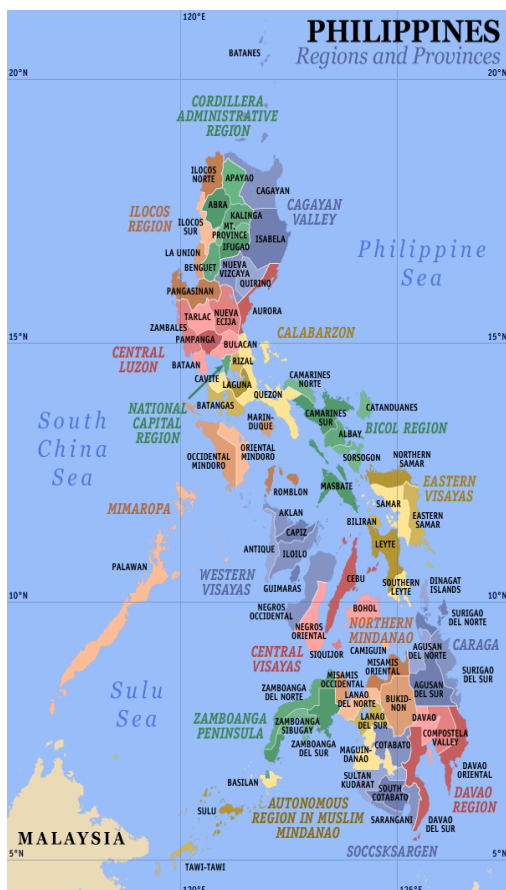 120°E
PHILIPPINES
Regions and Provinces
BATANES
20°N
20°N
CORDILLERA
ADMINISTRATIVE
REGION
ILOCOS
NORTE
APAYAO
CAGAYAN
ABRA
KALINGA
CAGAYAN
VALLEY
ILOCOS
REGION
ILOCOS
SUR
MT.
PROVINCE
IFUGAO
ISABELA
LA UNION
BENGUET
NUEVA
VIZCAYA
QUIRINO
Philippine
Sea
PANGASINAN
TARLAC
NUEVA
ECIJA
AURORA
ZAMBALES
PAMPANGA
BULACAN
15°N
15°N
CALABARZON
CENTRAL
LUZON
BATAAN
RIZAL
CAVITE
LAGUNA
QUEZON
CAMARINES
NORTE
NATIONAL
CAPITAL
REGION
BATANGAS
MARIN-
DUQUE
CAMARINES
SUR
CATANDUANES
ALBAY
BICOL REGION
South
China
Sea
OCCIDENTAL
MINDORO
ORIENTAL
MINDORO
SORSOGON
NORTHERN
SAMAR
ROMBLON
MASBATE
EASTERN
VISAYAS
MIMAROPA
AKLAN
SAMAR
CAPIZ
BILIRAN
EASTERN
SAMAR
ANTIQUE
ILOILO
LEYTE
PALAWAN
WESTERN
VISAYAS
GUIMARAS
CEBU
SOUTHERN
LEYTE
DINAGAT
ISLANDS
10°N
10°N
NEGROS
OCCIDENTAL
BOHOL
SURIGAO
DEL NORTE
NEGROS
ORIENTAL
NORTHERN
MINDANAO
AGUSAN
DEL NORTE
CARAGA
CENTRAL
VISAYAS
SIQUIJOR
CAMIGUIN
MISAMIS
ORIENTAL
SURIGAO
DEL SUR
Sulu
Sea
MISAMIS
OCCIDENTAL
ZAMBOANGA
DEL NORTE
LANAO
DEL NORTE
BUKID-
NON
AGUSAN
DEL SUR
ZAMBOANGA
PENINSULA
ZAMBOANGA
SIBUGAY
LANAO
DEL SUR
DAVAO
COMPOSTELA
VALLEY
ZAMBOANGA
DEL SUR
MAGUIN-
DANAO
COTABATO
DAVAO
ORIENTAL
BASILAN
SULTAN
KUDARAT
SOUTH
COTABATO
DAVAO
REGION
SULU
AUTONOMOUS
REGION IN MUSLIM
MINDANAO
SARANGANI
DAVAO
DEL SUR
MALAYSIA
SOCCSKSARGEN
5°N
5°N
TAWI-TAWI
120°E
125°E